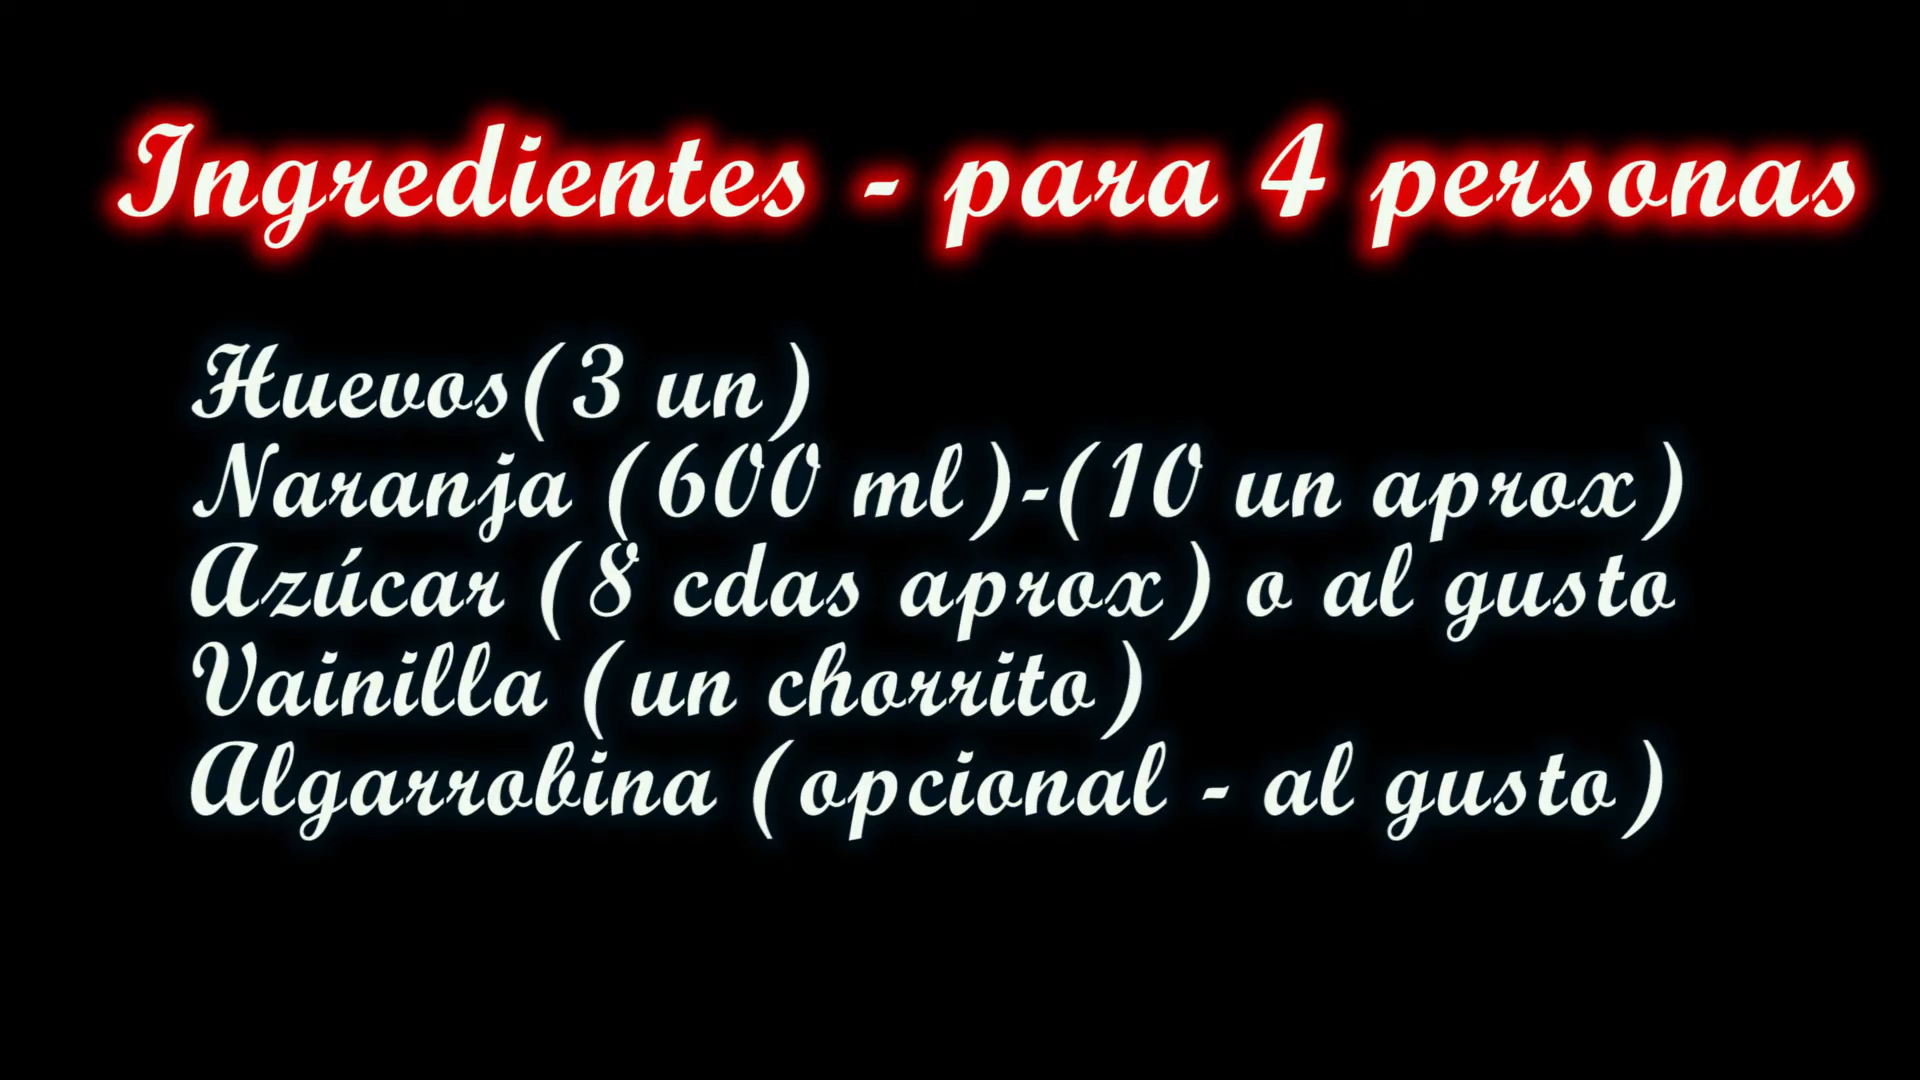 Ingredientes - para 4 personas
Huevos(3 un)
Naranja (600 ml)-(10 un aprox)
Azúcar (8 cdas aprox) o al gusto
Vainilla (un chorrito)
Algarrobina (opcional - al gusto)